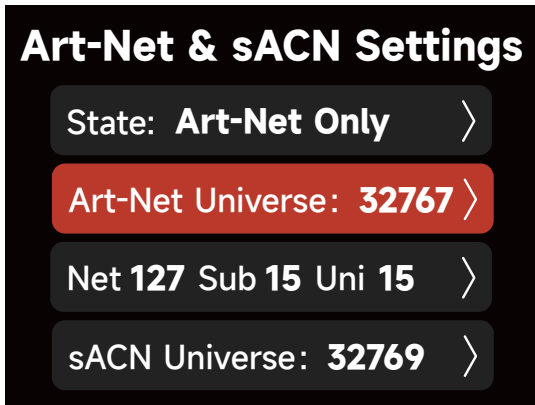 Art-Net & sACN Settings
State: Art-Net Only
Art-Net Universe: 32767
Net 127 Sub 15 Uni 15
sACN Universe: 32769